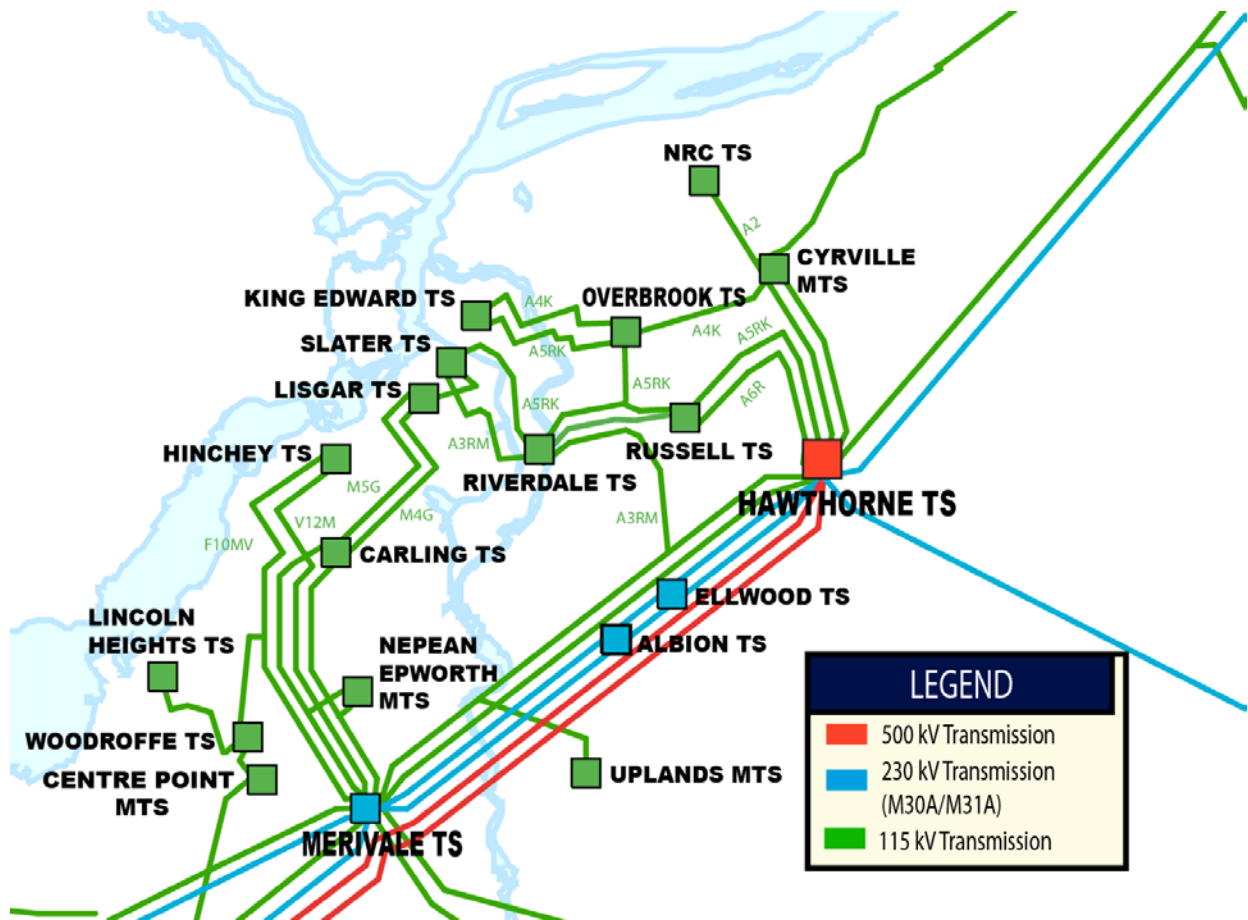 NRC TS
A2
CYRVILLE
MTS
KING EDWARD TS
A4K
OVERBROOK TS
A4K
A5RK
A5RK
SLATER TS
LISGAR TS
A5RK
A5RK
A6R
HINCHEY TS
A3RM
RUSSELL TS
RIVERDALE TS
M5G
HAWTHORNE TS
V12M
M4G
A3RM
F10MV
CARLING TS
ELLWOOD TS
LINCOLN
HEIGHTS TS
ALBION TS
NEPEAN
EPWORTH
MTS
WOODROFFE TS
CENTRE POINT
MTS
UPLANDS MTS
MERIVALE TS
LEGEND
500 kV Transmission
230 kV Transmission
(M30A/M31A)
115 kV Transmission